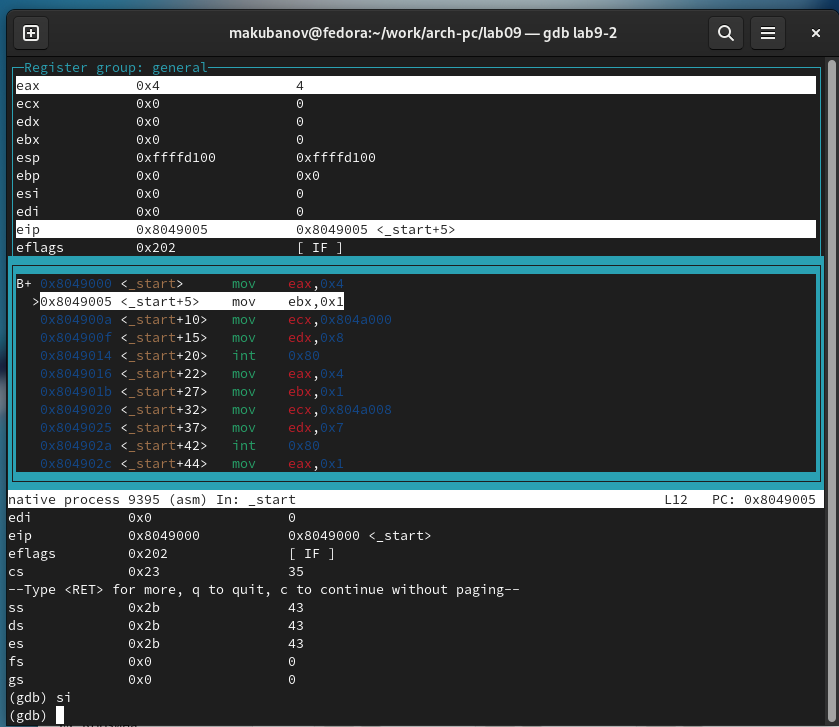 makubanov@fedora:~/work/arch-pc/lab09 — gdb lab9-2
Register group: general
eax 0x4 4
ecx 0x0 0
edx 0x0 0
ebx 0x0 0
esp 0xffffd100 0xffffd100
ebp 0x0 0x0
esi 0x0 0
edi 0x0 0
eip 0x8049005 0x8049005 <_start+5>
eflags 0x202 [ IF ]
B+ 0x8049000 <_start> mov eax,0x4
>0x8049005 <_start+5> mov ebx,0x1
0x804900a <_start+10> mov ecx,0x804a000
0x804900f <_start+15> mov edx,0x8
0x8049014 <_start+20> int 0x80
0x8049016 <_start+22> mov eax,0x4
0x804901b <_start+27> mov ebx,0x1
0x8049020 <_start+32> mov ecx,0x804a008
0x8049025 <_start+37> mov edx,0x7
0x804902a <_start+42> int 0x80
0x804902c <_start+44> mov eax,0x1
native process 9395 (asm) In: _start L12 PC: 0x8049005
edi 0x0 0
eip 0x8049000 0x8049000 <_start>
eflags 0x202 [ IF ]
cs 0x23 35
--Type <RET> for more, q to quit, c to continue without paging--
ss 0x2b 43
ds 0x2b 43
es 0x2b 43
fs 0x0 0
gs 0x0 0
(gdb) si
(gdb)